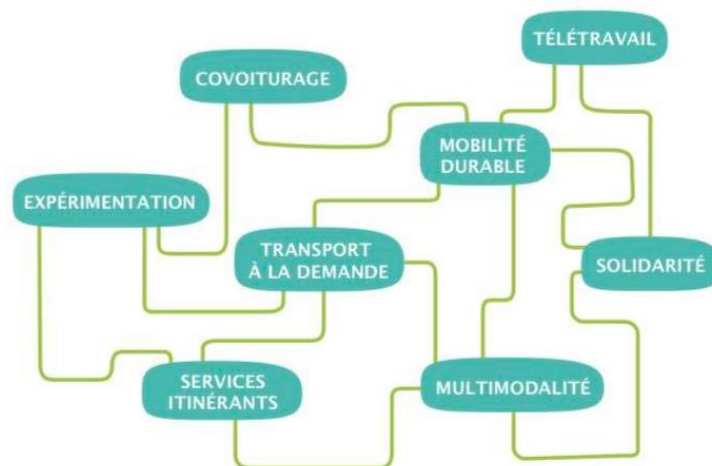 TÉLÉTRAVAIL
COVOITURAGE
MOBILITÉ
DURABLE
EXPÉRIMENTATION
TRANSPORT
À LA DEMANDE
SOLIDARITÉ
SERVICES
ITINÉRANTS
MULTIMODALITÉ